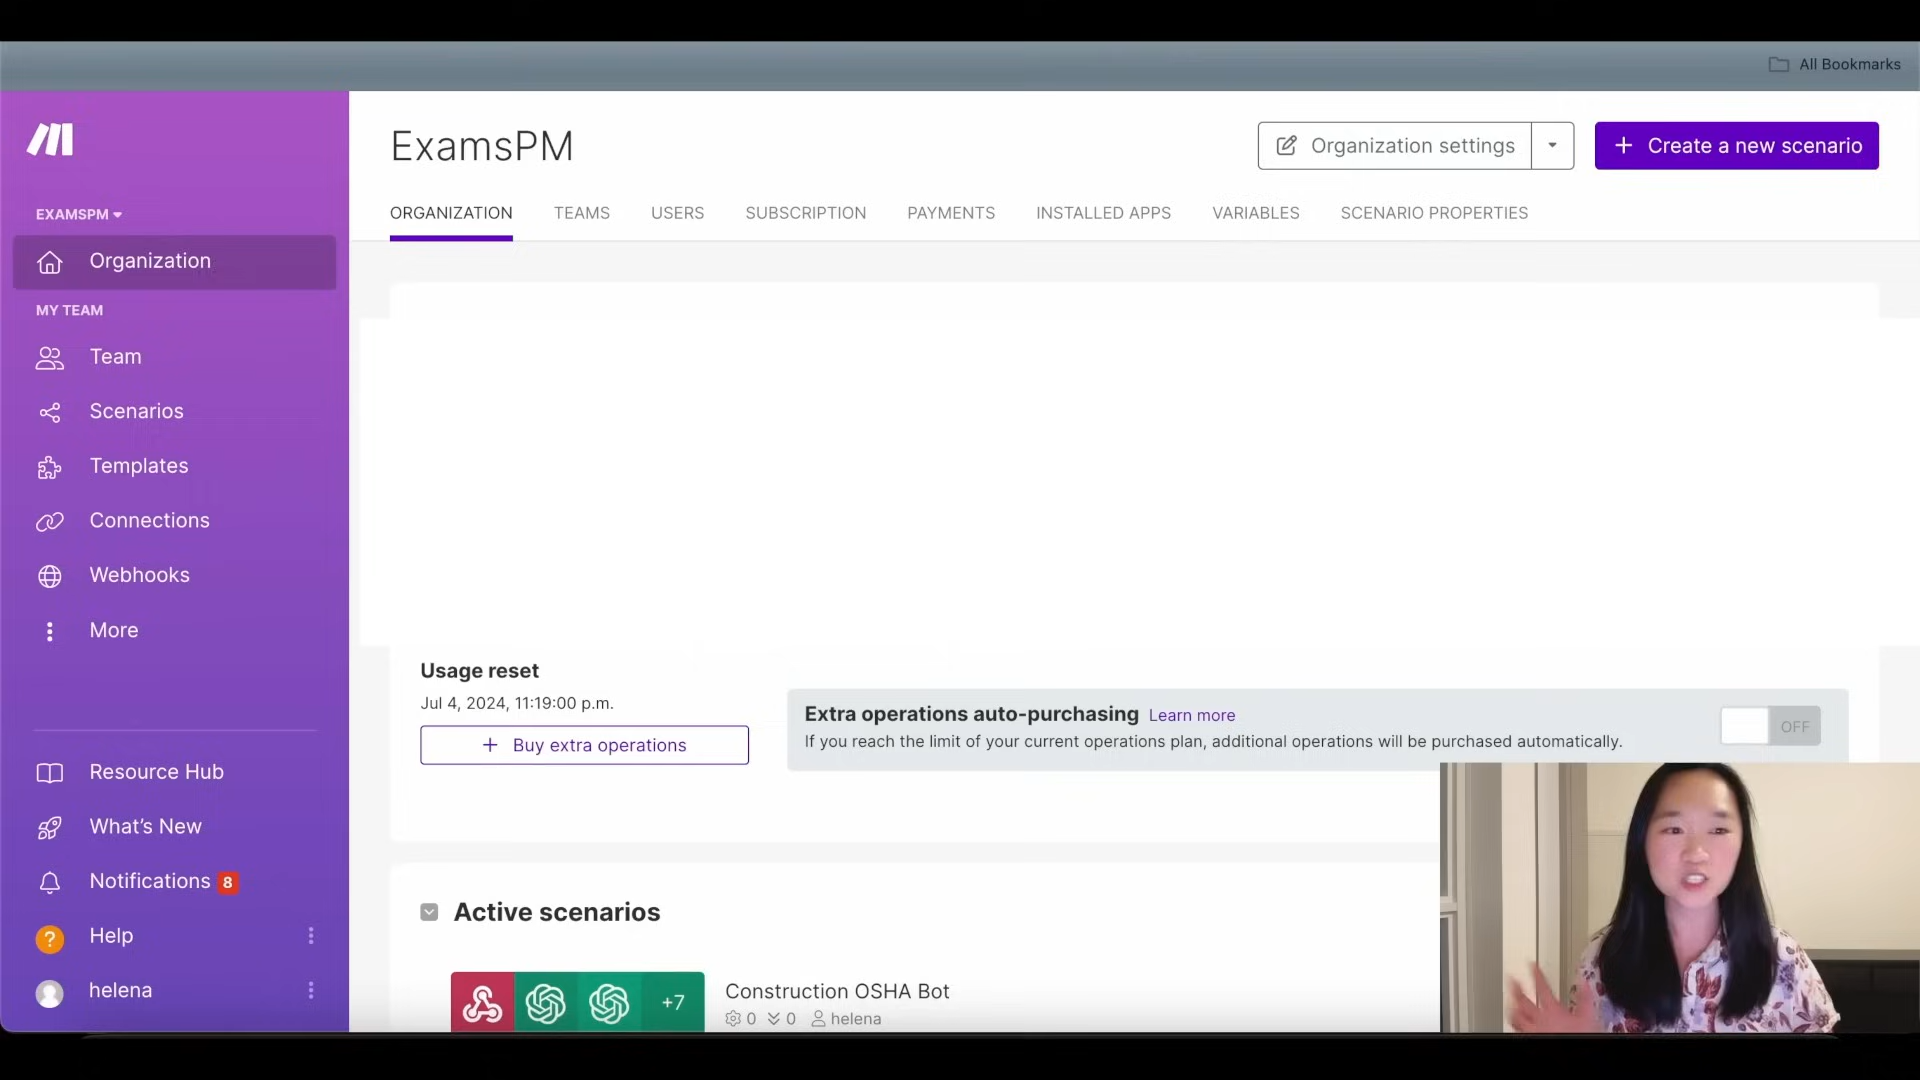 All Bookmarks
EXAMSPM
Organization
MY TEAM
Team
Scenarios
Templates
Connections
Webhooks
More
Resource Hub
What's New
Notifications 8
? Help
helena
ExamsPM
Organization settings
+ Create a new scenario
ORGANIZATION TEAMS USERS SUBSCRIPTION PAYMENTS INSTALLED APPS VARIABLES SCENARIO PROPERTIES
Usage reset
Jul 4, 2024, 11:19:00 p.m.
+ Buy extra operations
Extra operations auto-purchasing Learn more
If you reach the limit of your current operations plan, additional operations will be purchased automatically.
OFF
Active scenarios
+7
Construction OSHA Bot
0 0 helena